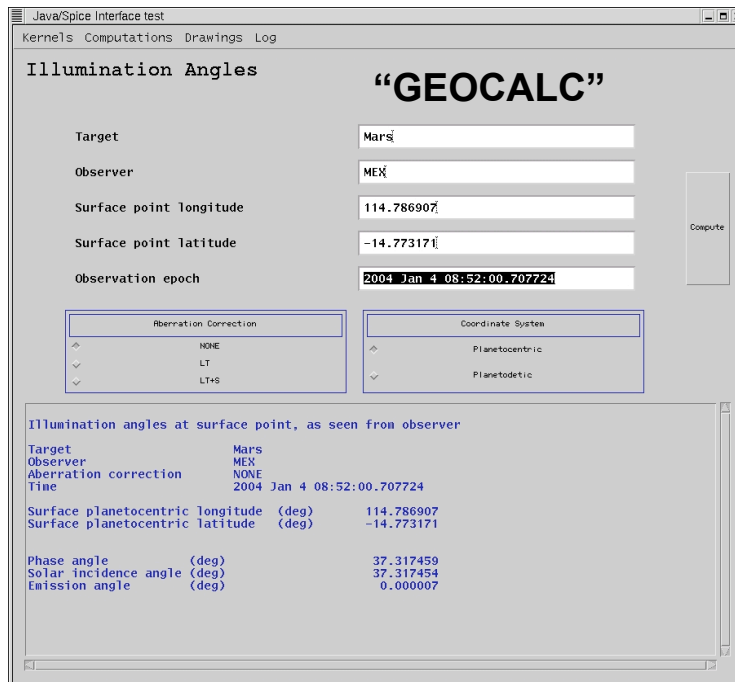 Java/Spice Interface test
Kernels Computations Drawings Log
Illumination Angles
“GEOCALC”
Target
Mars
Observer
MEX
Surface point longitude
114.786907
Surface point latitude
-14.773171
Compute
Observation epoch
2004 Jan 4 08:52:00.707724
Aberration Correction
NONE
LT
LT+S
Coordinate System
Planetocentric
Planetodetic
Illumination angles at surface point, as seen from observer
Target Mars
Observer MEX
Aberration correction NONE
Time 2004 Jan 4 08:52:00.707724
Surface planetocentric longitude (deg) 114.786907
Surface planetocentric latitude (deg) -14.773171
Phase angle (deg) 37.317459
Solar incidence angle (deg) 37.317454
Emission angle (deg) 0.000007